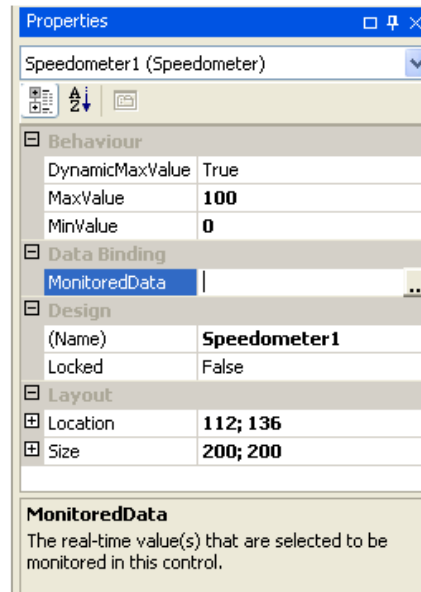 Properties
Speedometer1 (Speedometer)
Behaviour
DynamicMaxValue True
MaxValue 100
MinValue 0
Data Binding
MonitoredData ...
Design
(Name) Speedometer1
Locked False
Layout
Location 112; 136
Size 200; 200
MonitoredData
The real-time value(s) that are selected to be
monitored in this control.